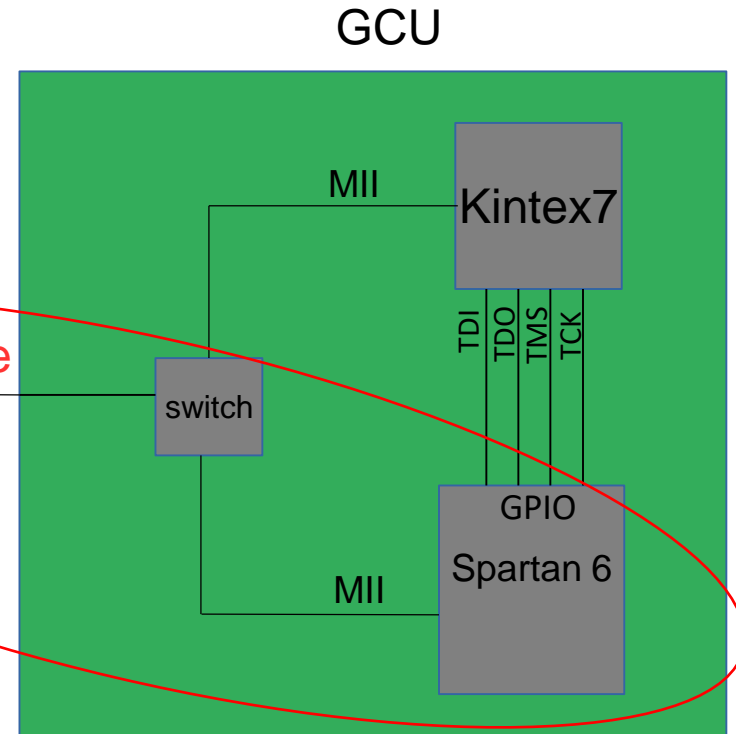 GCU
MII
Kintex7
TDI
TDO
TMS
TCK
e
switch
GPIO
Spartan 6
MII